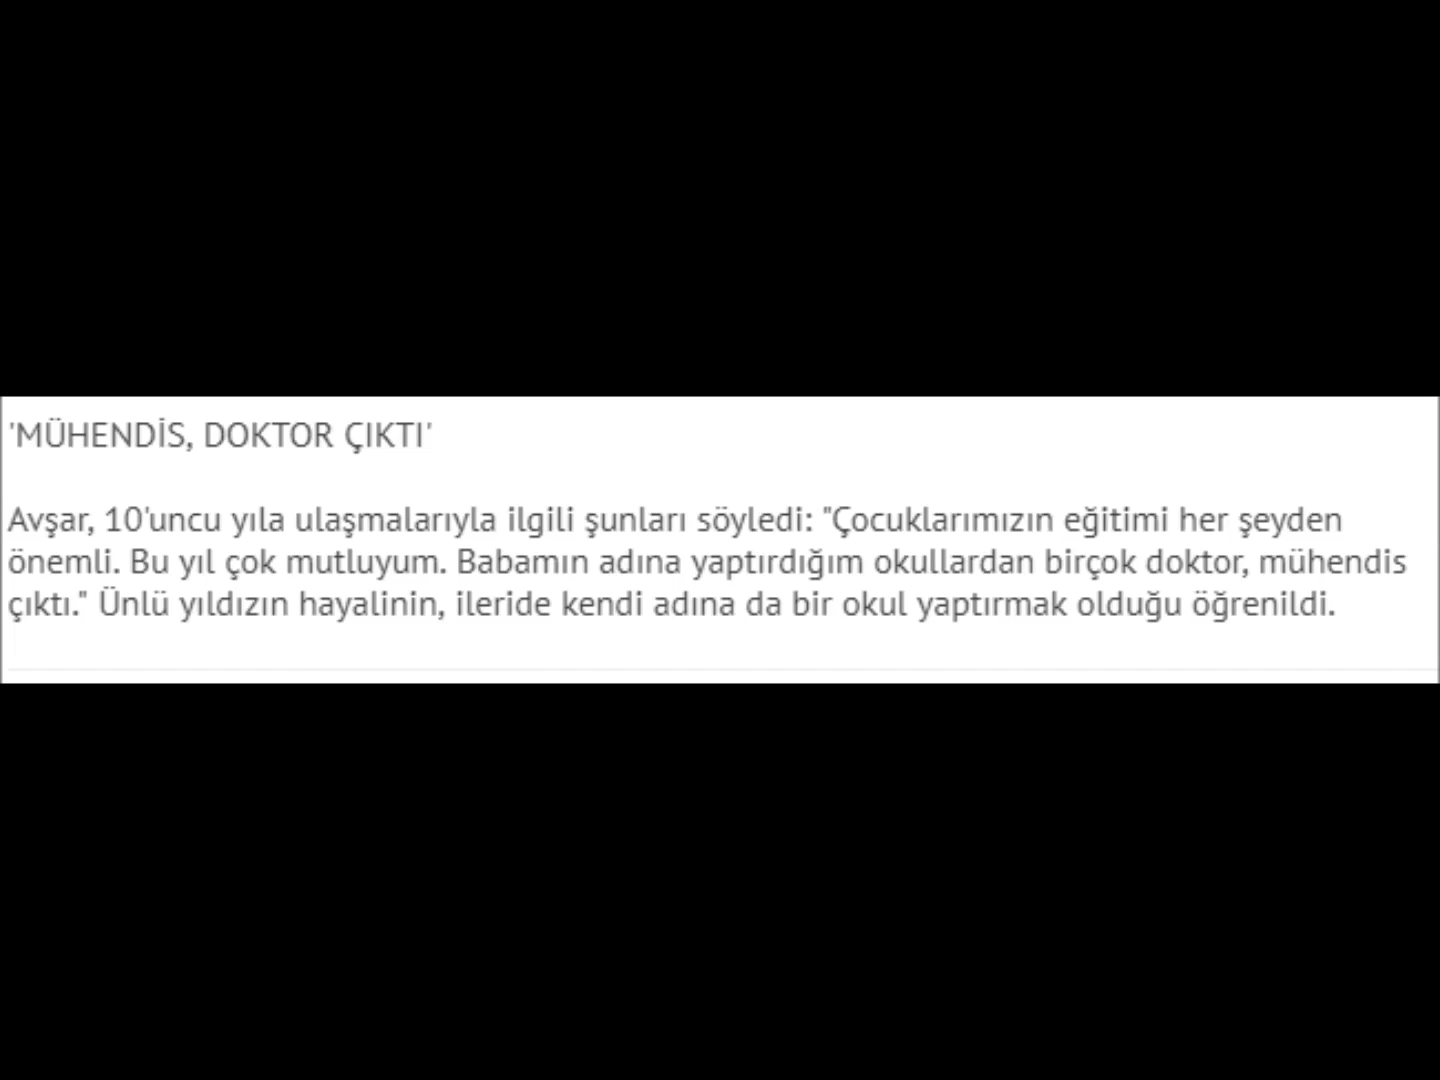 'MÜHENDİS, DOKTOR ÇIKTI'
Avşar, 10'uncu yıla ulaşmalarıyla ilgili şunları söyledi: "Çocuklarımızın eğitimi her şeyden
önemli. Bu yıl çok mutluyum. Babamın adına yaptırdığım okullardan birçok doktor, mühendis
çıktı." Ünlü yıldızın hayalinin, ileride kendi adına da bir okul yaptırmak olduğu öğrenildi.